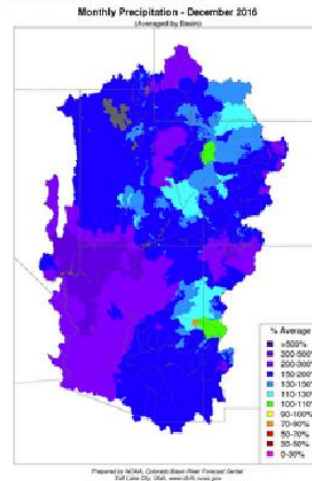 Monthly Precipitation - December 2016
(Averaged by Basin)
% Average
>500%
300-500%
200-300%
150-200%
130-150%
110-130%
100-110%
90-100%
70-90%
50-70%
30-50%
0-30%
Prepared by NOAA, Colorado Basin River Forecast Center
Salt Lake City, Utah, www.cbrfc.noaa.gov